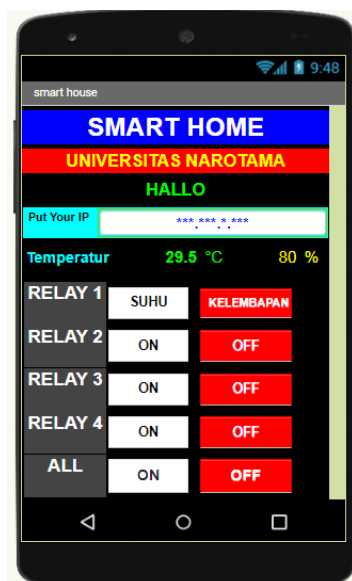 9:48
smart house
SMART HOME
UNIVERSITAS NAROTAMA
HALLO
Put Your IP ***.***.*.***
Temperatur 29.5 °C 80 %
RELAY 1 SUHU KELEMBAPAN
RELAY 2 ON OFF
RELAY 3 ON OFF
RELAY 4 ON OFF
ALL ON OFF